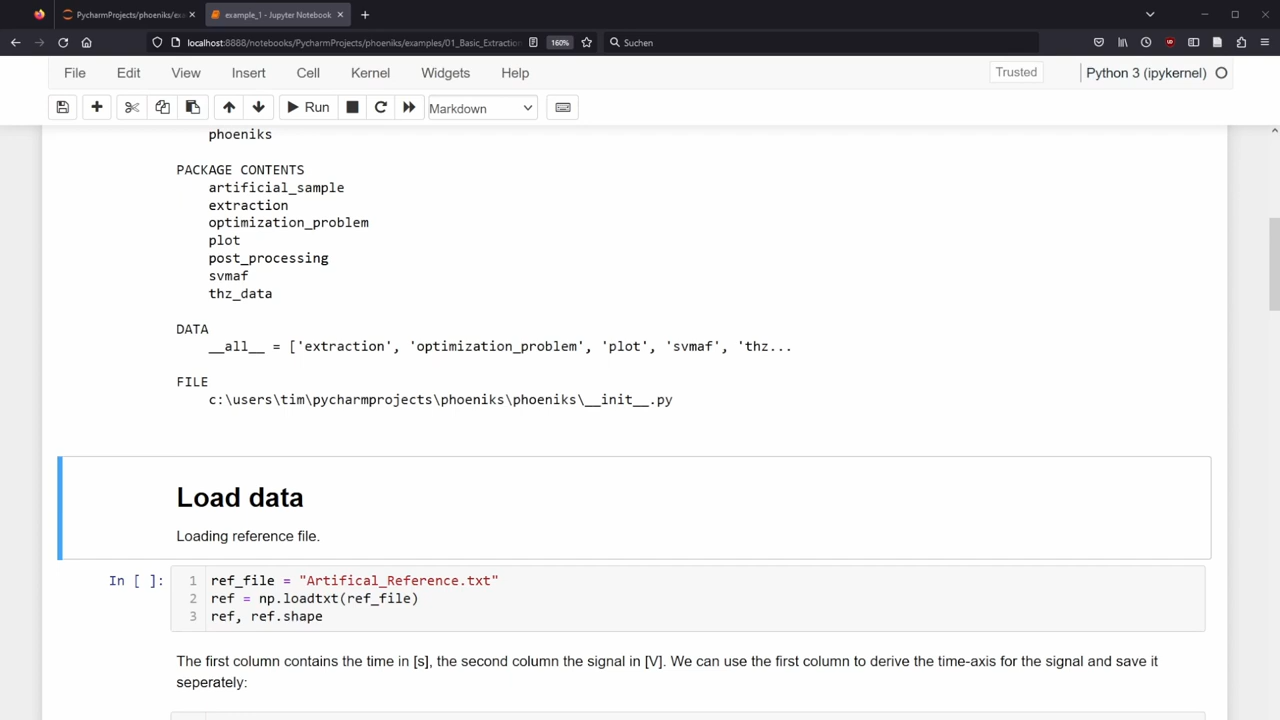 PycharmProjects/phoeniks/exa
example_1 - Jupyter Notebook
localhost:8888/notebooks/PycharmProjects/phoeniks/examples/01_Basic_Extraction
160%
Suchen
File Edit View Insert Cell Kernel Widgets Help
Trusted
Python 3 (ipykernel)
Run
Markdown
phoeniks
PACKAGE CONTENTS
artificial_sample
extraction
optimization_problem
plot
post_processing
svmaf
thz_data
DATA
__all__ = ['extraction', 'optimization_problem', 'plot', 'svmaf', 'thz...
FILE
c:\users\tim\pycharmprojects\phoeniks\phoeniks\__init__.py
Load data
Loading reference file.
In [ ]:
1 ref_file = "Artifical_Reference.txt"
2 ref = np.loadtxt(ref_file)
3 ref, ref.shape
The first column contains the time in [s], the second column the signal in [V]. We can use the first column to derive the time-axis for the signal and save it
seperately: